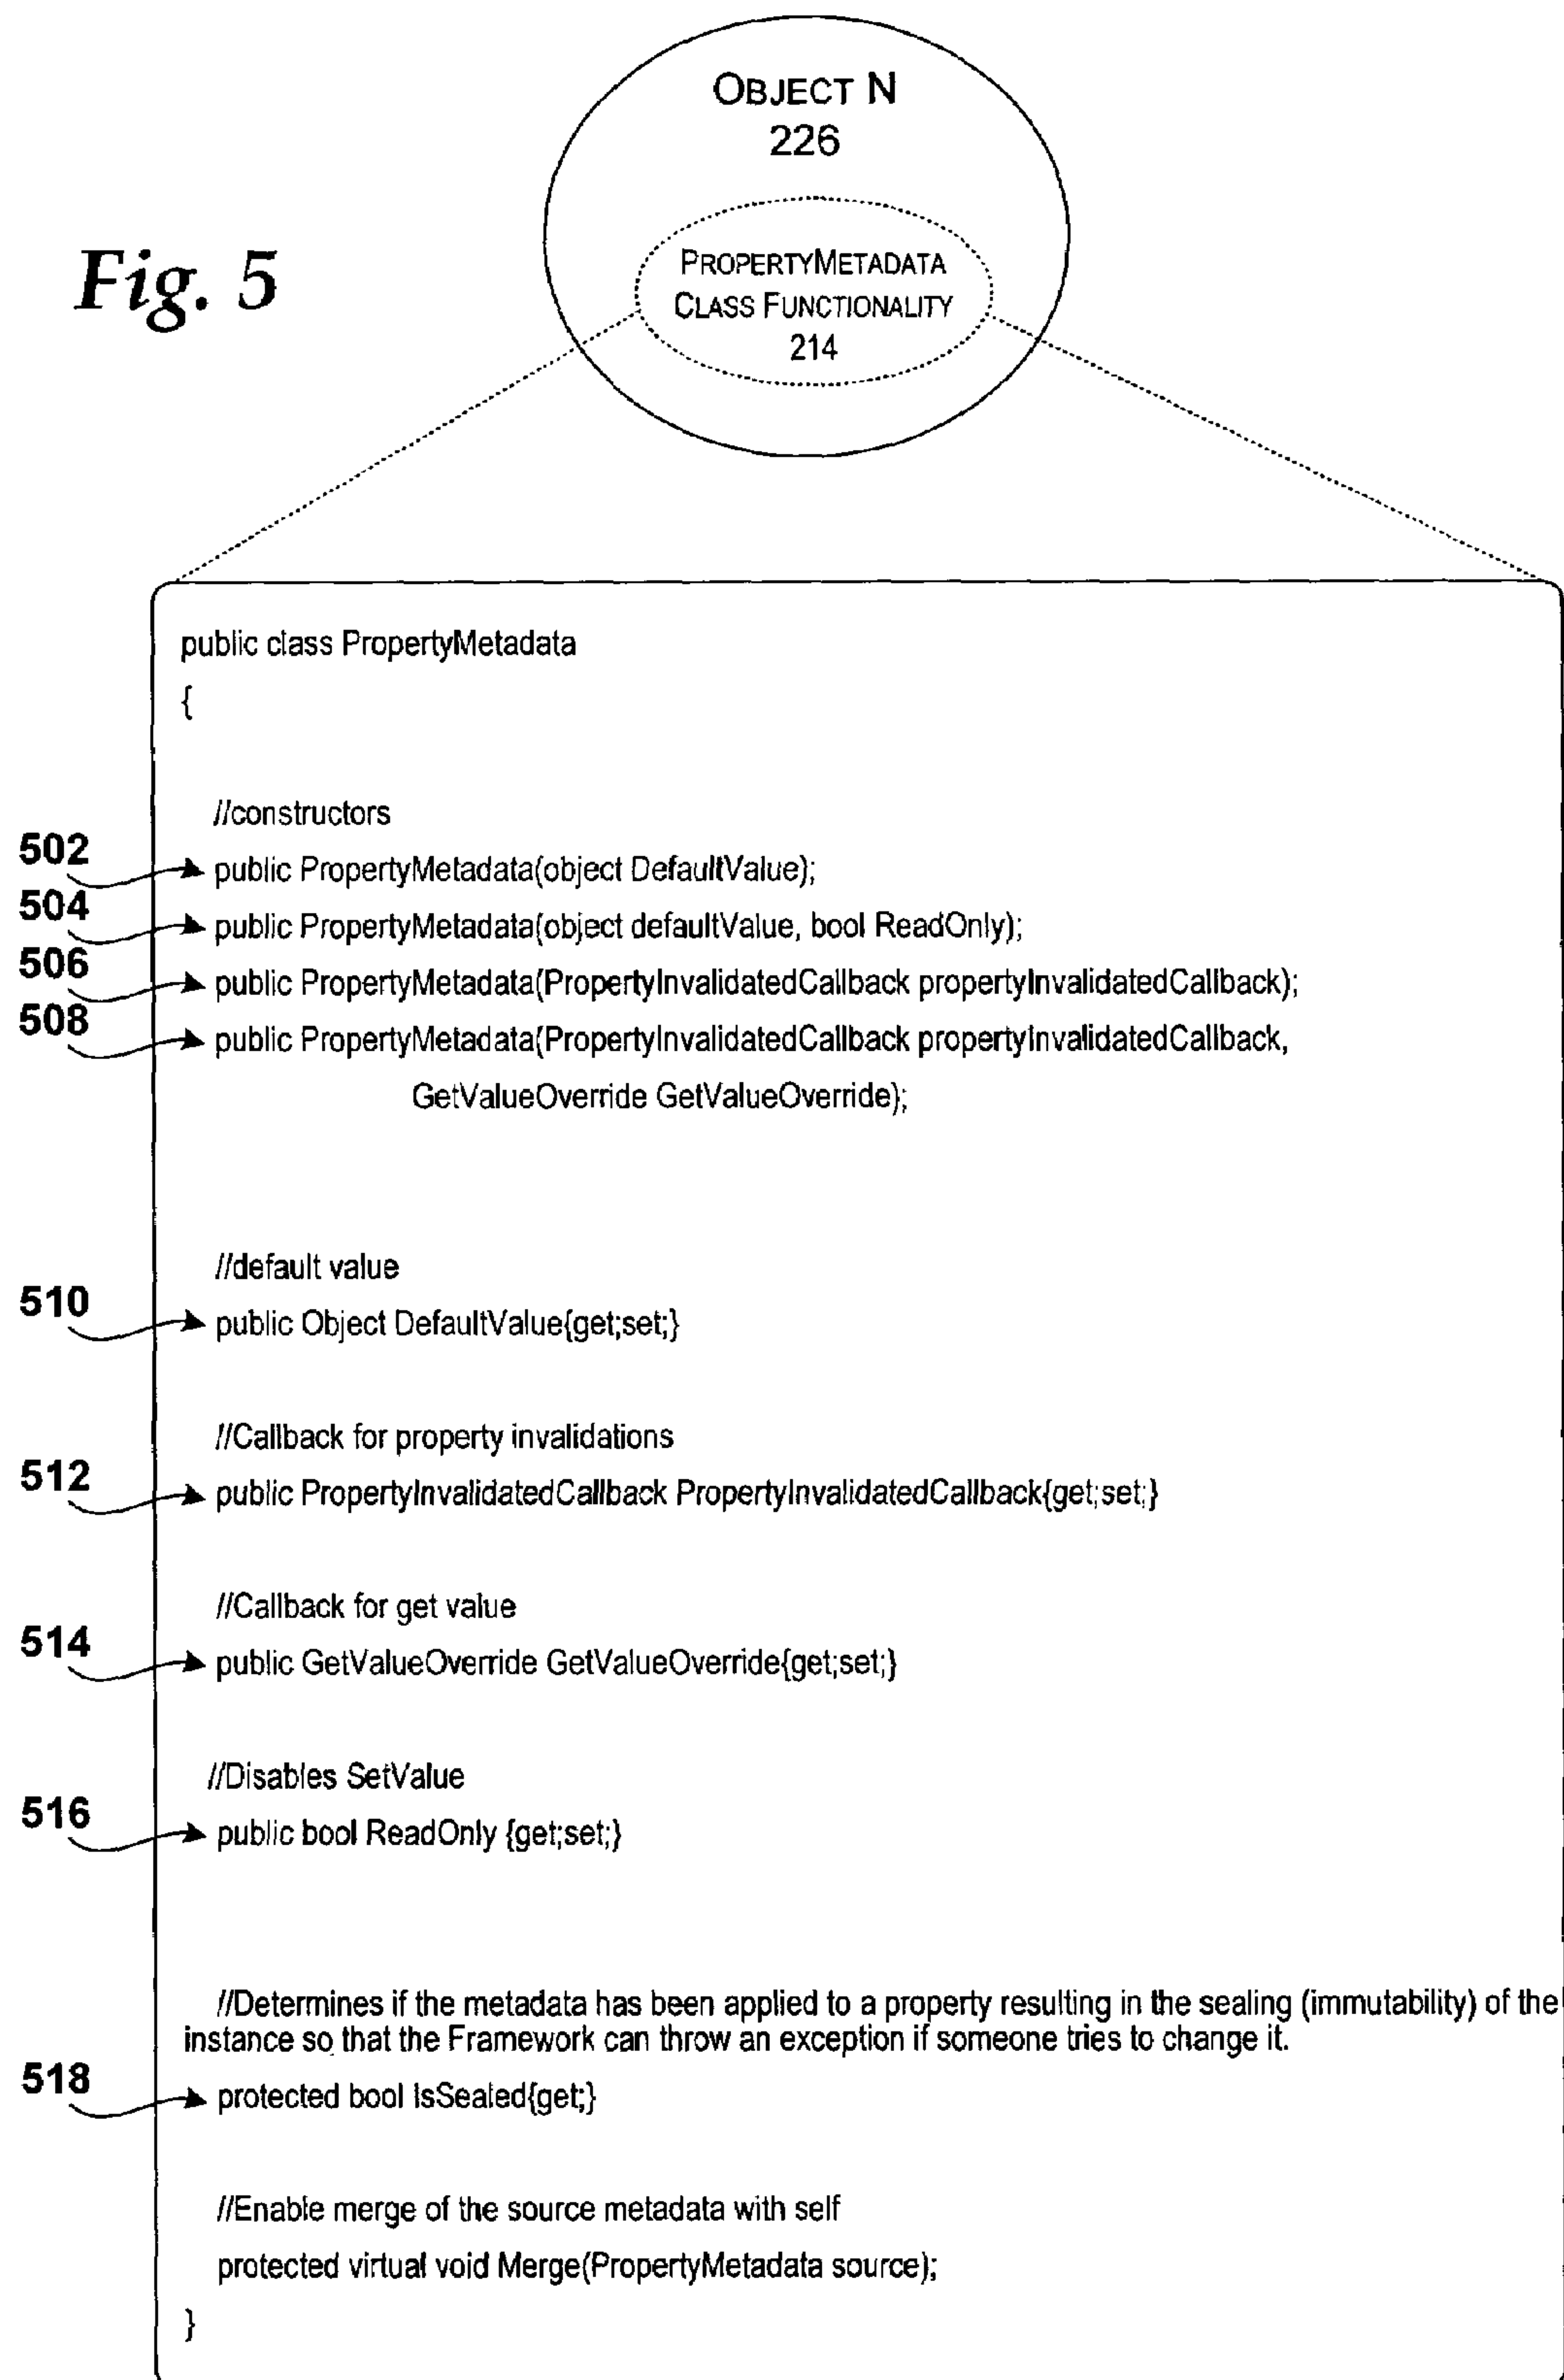 OBJECT N
226
Fig. 5
PROPERTYMETADATA
CLASS FUNCTIONALITY
214
public class PropertyMetadata
{
//constructors
502
public PropertyMetadata(object DefaultValue);
504
public PropertyMetadata(object defaultValue, bool ReadOnly);
506
public PropertyMetadata(PropertyInvalidatedCallback propertyInvalidatedCallback);
508
public PropertyMetadata(PropertyInvalidatedCallback propertyInvalidatedCallback,
GetValueOverride GetValueOverride);
//default value
510
public Object DefaultValue{get;set;}
//Callback for property invalidations
512
public PropertyInvalidatedCallback PropertyInvalidatedCallback{get;set;}
//Callback for get value
514
public GetValueOverride GetValueOverride{get;set;}
//Disables SetValue
516
public bool ReadOnly {get;set;}
//Determines if the metadata has been applied to a property resulting in the sealing (immutability) of the
instance so that the Framework can throw an exception if someone tries to change it.
518
protected bool IsSealed{get;}
//Enable merge of the source metadata with self
protected virtual void Merge(PropertyMetadata source);
}